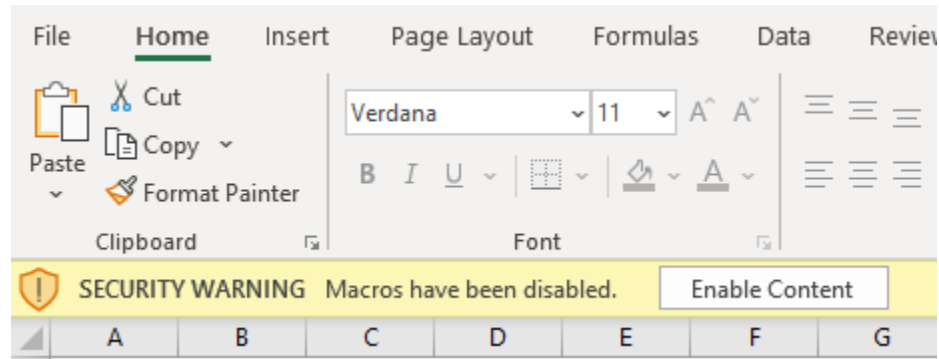 File Home Insert Page Layout Formulas Data Review
Cut
Copy
Paste
Format Painter
Clipboard
Verdana 11 A A
B I U A
Font
SECURITY WARNING Macros have been disabled. Enable Content
A B C D E F G